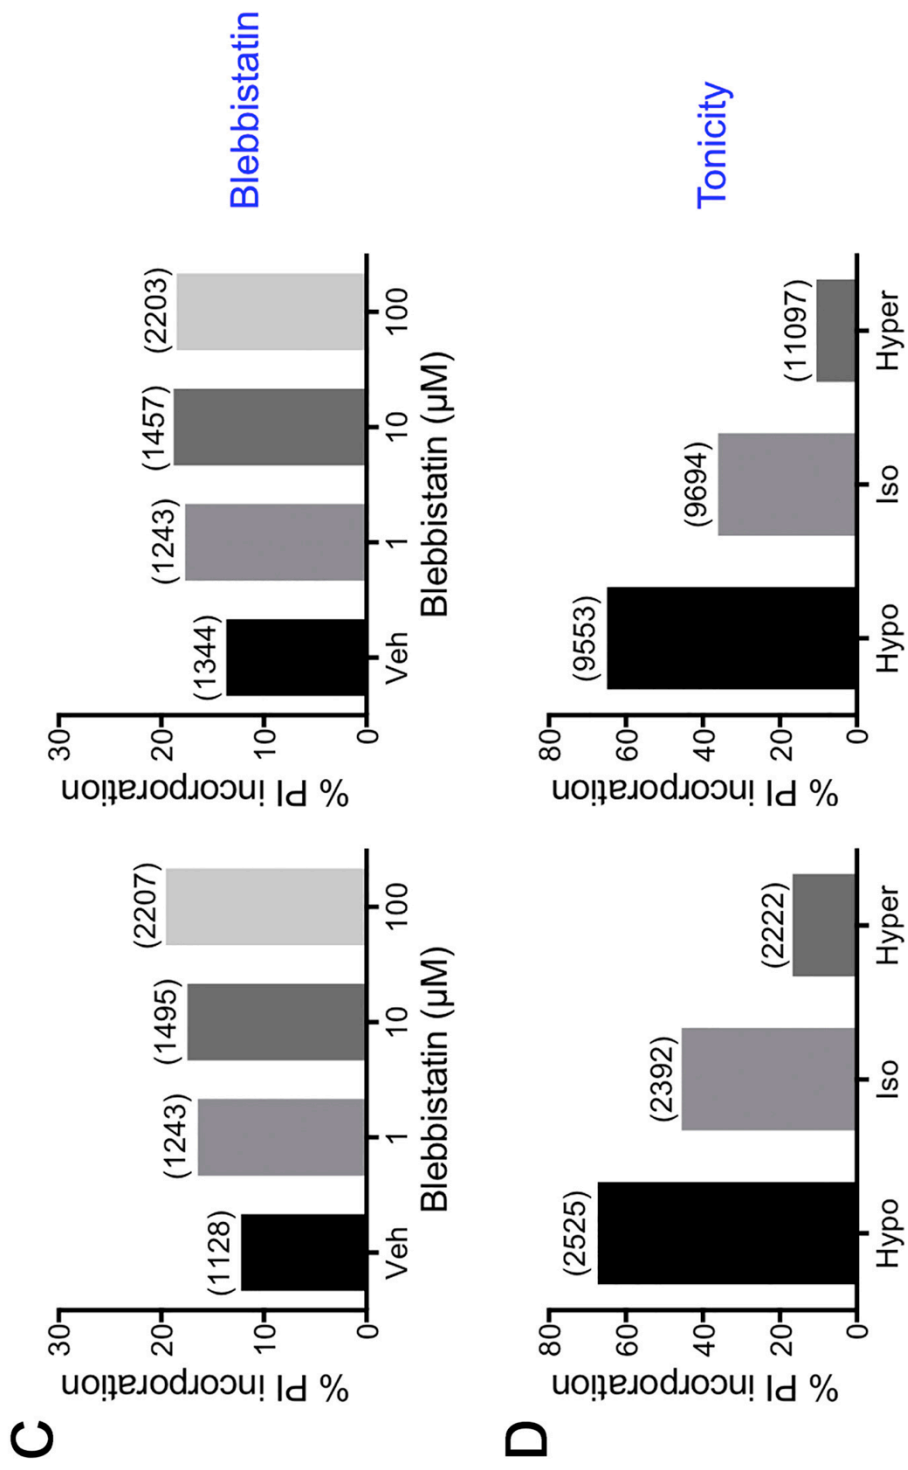 C
% PI incorporation
30
20
10
0
(1128)
(1243)
(1495)
(2207)
Veh
1
10
100
Blebbistatin (µM)
% PI incorporation
30
20
10
0
(1344)
(1243)
(1457)
(2203)
Veh
1
10
100
Blebbistatin (µM)
Blebbistatin
D
% PI incorporation
80
60
40
20
0
(2525)
(2392)
(2222)
Hypo
Iso
Hyper
% PI incorporation
80
60
40
20
0
(9553)
(9694)
(11097)
Hypo
Iso
Hyper
Tonicity